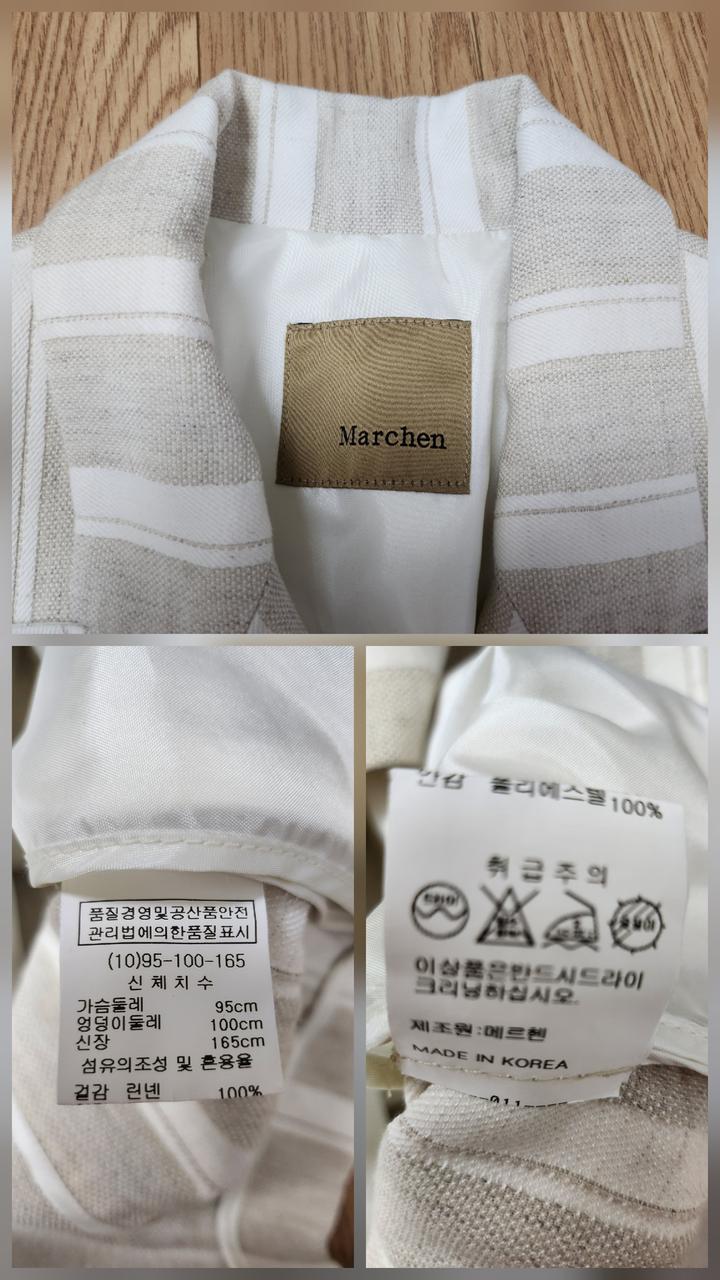 Marchen
품질경영및공산품안전
관리법에의한품질표시
(10)95-100-165
신체치수
가슴둘레 95cm
엉덩이둘레 100cm
신장 165cm
섬유의조성 및 혼용율
겉감 린넨 100%
안감 폴리에스텔 100%
취급주의
드라이
이상품은반드시드라이
크리닝하십시오.
제조원:메르헨
MADE IN KOREA